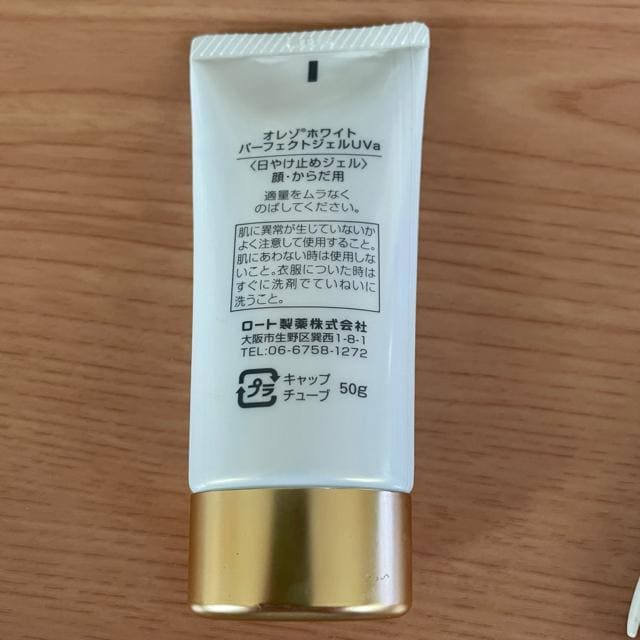 オレゾ®ホワイト
パーフェクトジェルUVa
〈日やけ止めジェル〉
顔・からだ用
適量をムラなく
のばしてください。
肌に異常が生じていないか
よく注意して使用すること。
肌にあわない時は使用しな
いこと。衣服についた時は
すぐに洗剤でていねいに
洗うこと。
ロート製薬株式会社
大阪市生野区巽西1-8-1
TEL:06-6758-1272
プラ
キャップ
チューブ 50g